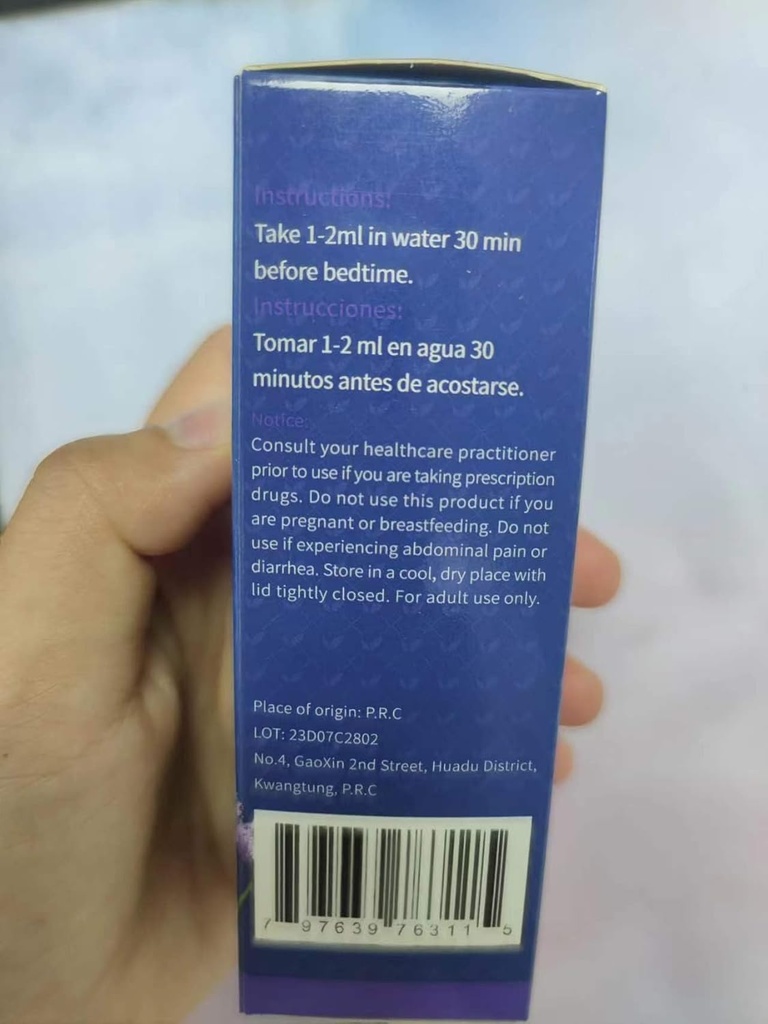 Instructions:
Take 1-2ml in water 30 min
before bedtime.
Instrucciones:
Tomar 1-2 ml en agua 30
minutos antes de acostarse.
Notice:
Consult your healthcare practitioner
prior to use if you are taking prescription
drugs. Do not use this product if you
are pregnant or breastfeeding. Do not
use if experiencing abdominal pain or
diarrhea. Store in a cool, dry place with
lid tightly closed. For adult use only.
Place of origin: P.R.C
LOT: 23D07C2802
No.4, GaoXin 2nd Street, Huadu District,
Kwangtung, P.R.C
7 97639 76311 5